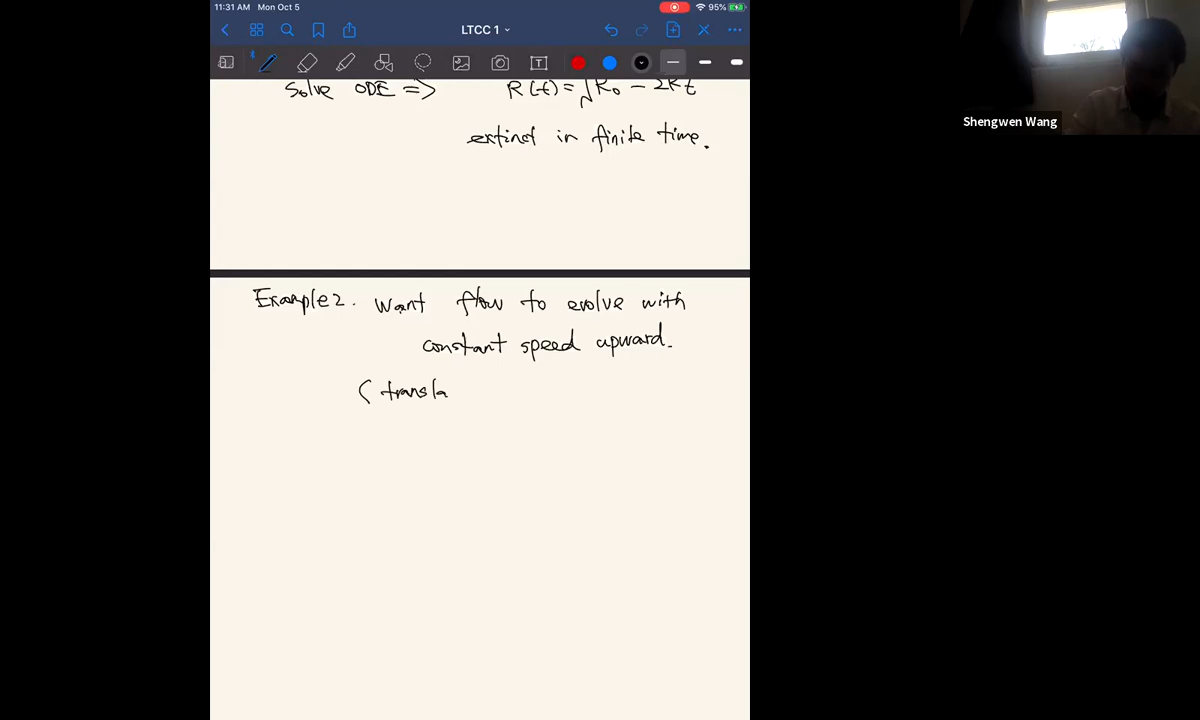 11:31 AM Mon Oct 5
95%
LTCC 1
T
Solve ODE => R(t) = √R₀ - 2kt
extinct in finite time.
Example 2. Want flow to evolve with
constant speed upward.
( transla
Shengwen Wang